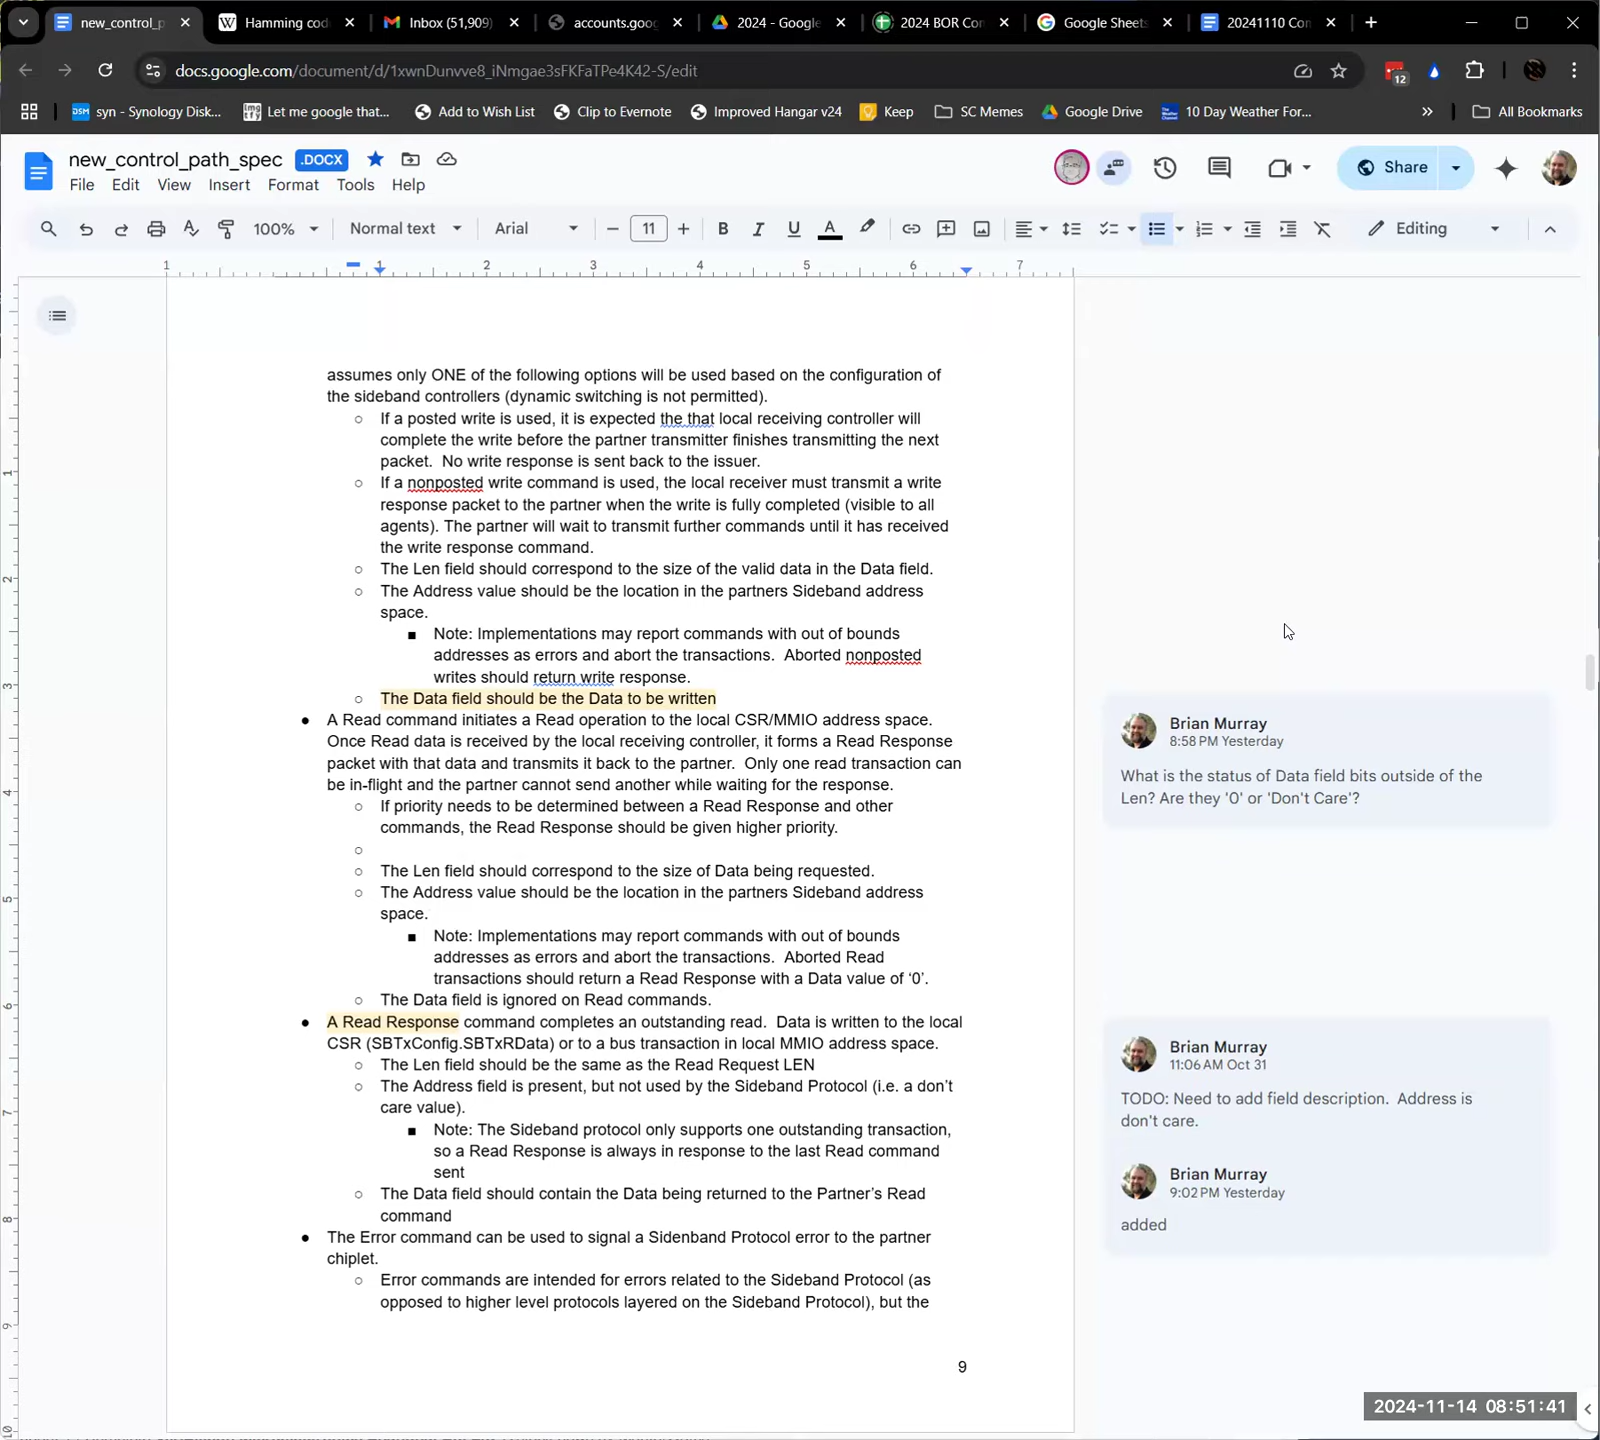 new_control_p
Hamming cod
Inbox (51,909)
accounts.goog
2024 - Google
2024 BOR Con
Google Sheets
20241110 Con
docs.google.com/document/d/1xwnDunvve8_iNmgae3sFKFaTPe4K42-S/edit
12
DSM syn - Synology Disk...
Let me google that...
Add to Wish List
Clip to Evernote
Improved Hangar v24
Keep
SC Memes
Google Drive
10 Day Weather For...
All Bookmarks
new_control_path_spec .DOCX
Share
File Edit View Insert Format Tools Help
100% Normal text Arial 11 B I U A Editing
1 1 2 3 4 5 6 7
assumes only ONE of the following options will be used based on the configuration of
the sideband controllers (dynamic switching is not permitted).
○ If a posted write is used, it is expected the that local receiving controller will
complete the write before the partner transmitter finishes transmitting the next
packet.  No write response is sent back to the issuer.
○ If a nonposted write command is used, the local receiver must transmit a write
response packet to the partner when the write is fully completed (visible to all
agents). The partner will wait to transmit further commands until it has received
the write response command.
○ The Len field should correspond to the size of the valid data in the Data field.
○ The Address value should be the location in the partners Sideband address
space.
■ Note: Implementations may report commands with out of bounds
addresses as errors and abort the transactions.  Aborted nonposted
writes should return write response.
○ The Data field should be the Data to be written
● A Read command initiates a Read operation to the local CSR/MMIO address space.
Once Read data is received by the local receiving controller, it forms a Read Response
packet with that data and transmits it back to the partner.  Only one read transaction can
be in-flight and the partner cannot send another while waiting for the response.
○ If priority needs to be determined between a Read Response and other
commands, the Read Response should be given higher priority.
○
○ The Len field should correspond to the size of Data being requested.
○ The Address value should be the location in the partners Sideband address
space.
■ Note: Implementations may report commands with out of bounds
addresses as errors and abort the transactions.  Aborted Read
transactions should return a Read Response with a Data value of ‘0’.
○ The Data field is ignored on Read commands.
● A Read Response command completes an outstanding read.  Data is written to the local
CSR (SBTxConfig.SBTxRData) or to a bus transaction in local MMIO address space.
○ The Len field should be the same as the Read Request LEN
○ The Address field is present, but not used by the Sideband Protocol (i.e. a don’t
care value).
■ Note: The Sideband protocol only supports one outstanding transaction,
so a Read Response is always in response to the last Read command
sent
○ The Data field should contain the Data being returned to the Partner’s Read
command
● The Error command can be used to signal a Sidenband Protocol error to the partner
chiplet.
○ Error commands are intended for errors related to the Sideband Protocol (as
opposed to higher level protocols layered on the Sideband Protocol), but the
9
1
2
3
4
5
6
7
8
9
10
Brian Murray
8:58 PM Yesterday
What is the status of Data field bits outside of the
Len? Are they '0' or 'Don't Care'?
Brian Murray
11:06 AM Oct 31
TODO: Need to add field description.  Address is
don't care.
Brian Murray
9:02 PM Yesterday
added
2024-11-14 08:51:41